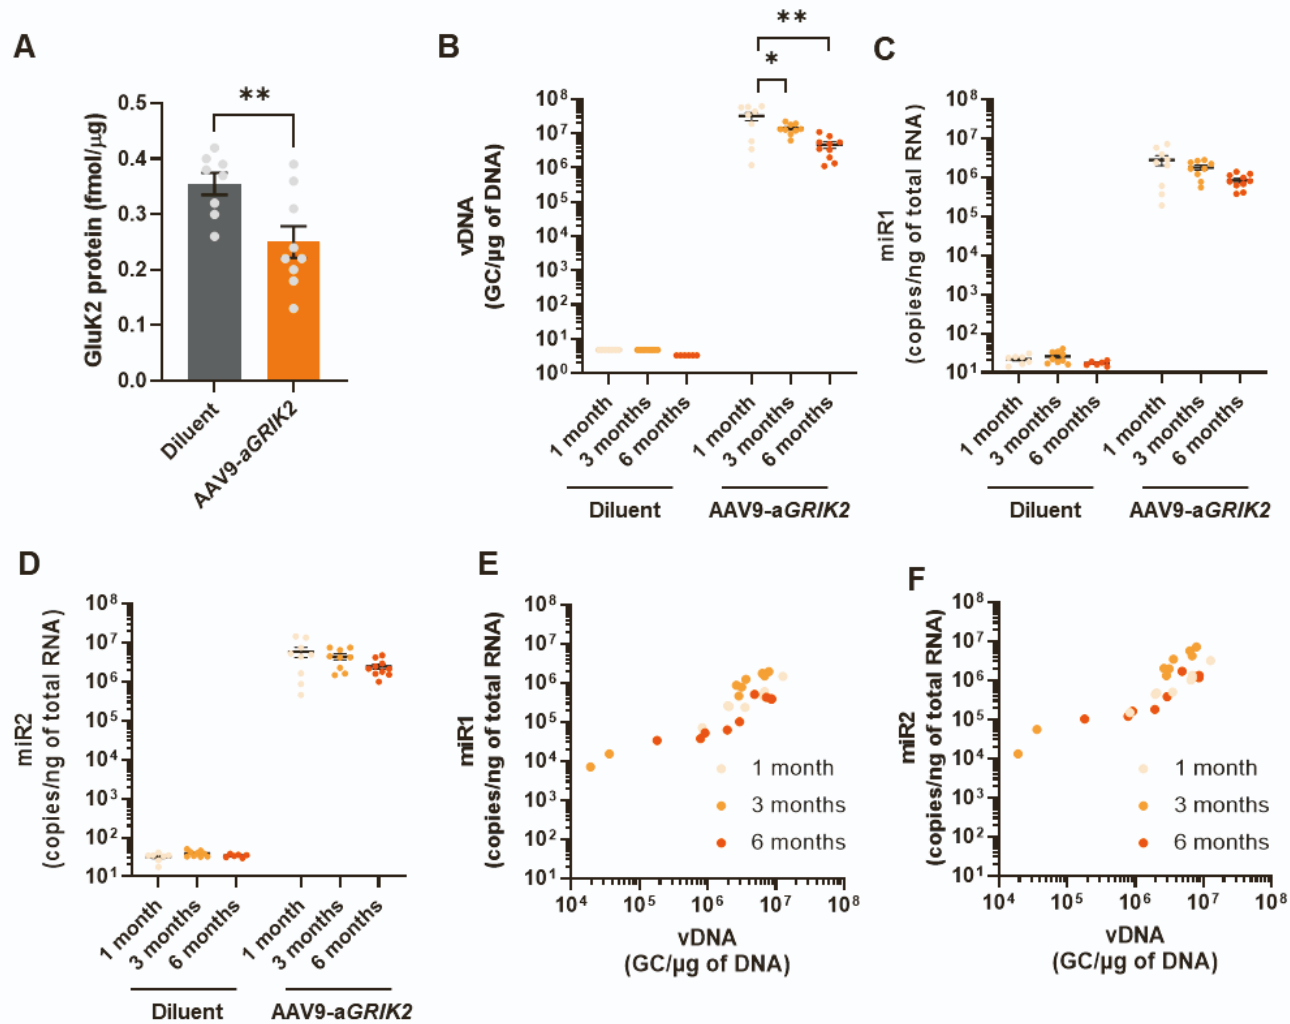 A
**
GluK2 protein (fmol/µg)
0.5
0.4
0.3
0.2
0.1
0.0
Diluent
AAV9-aGRIK2
B
**
*
vDNA
(GC/µg of DNA)
10⁸
10⁷
10⁶
10⁵
10⁴
10³
10²
10¹
10⁰
1 month
3 months
6 months
1 month
3 months
6 months
Diluent
AAV9-aGRIK2
C
miR1
(copies/ng of total RNA)
10⁸
10⁷
10⁶
10⁵
10⁴
10³
10²
10¹
1 month
3 months
6 months
1 month
3 months
6 months
Diluent
AAV9-aGRIK2
D
miR2
(copies/ng of total RNA)
10⁸
10⁷
10⁶
10⁵
10⁴
10³
10²
10¹
1 month
3 months
6 months
1 month
3 months
6 months
Diluent
AAV9-aGRIK2
E
miR1
(copies/ng of total RNA)
10⁸
10⁷
10⁶
10⁵
10⁴
10³
10²
10¹
1 month
3 months
6 months
10⁴ 10⁵ 10⁶ 10⁷ 10⁸
vDNA
(GC/µg of DNA)
F
miR2
(copies/ng of total RNA)
10⁸
10⁷
10⁶
10⁵
10⁴
10³
10²
10¹
1 month
3 months
6 months
10⁴ 10⁵ 10⁶ 10⁷ 10⁸
vDNA
(GC/µg of DNA)